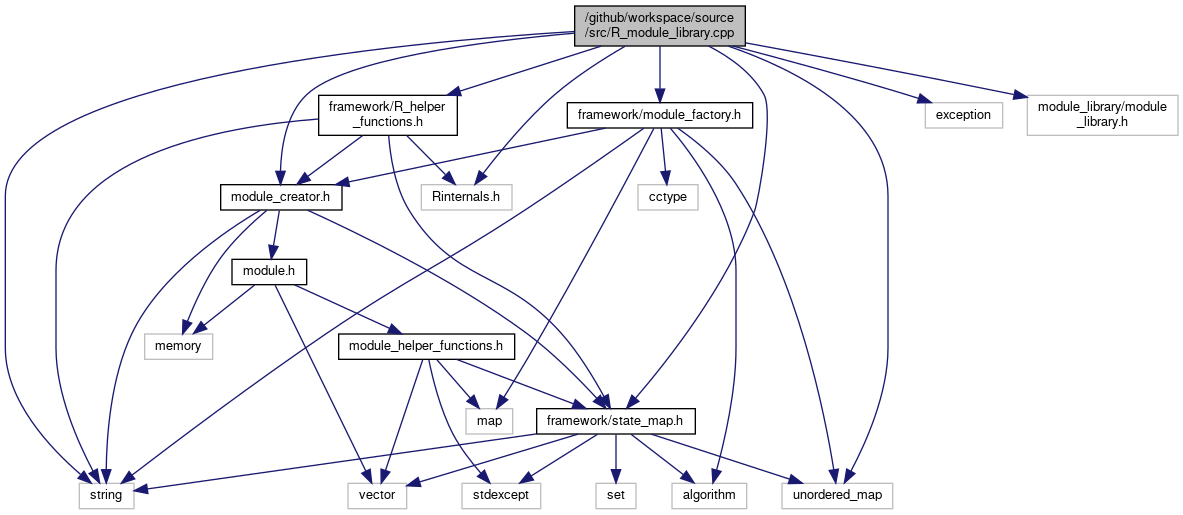 /github/workspace/source
/src/R_module_library.cpp
framework/R_helper
_functions.h
framework/module_factory.h
exception
module_library/module
_library.h
module_creator.h
Rinternals.h
cctype
module.h
memory
module_helper_functions.h
map
framework/state_map.h
string
vector
stdexcept
set
algorithm
unordered_map